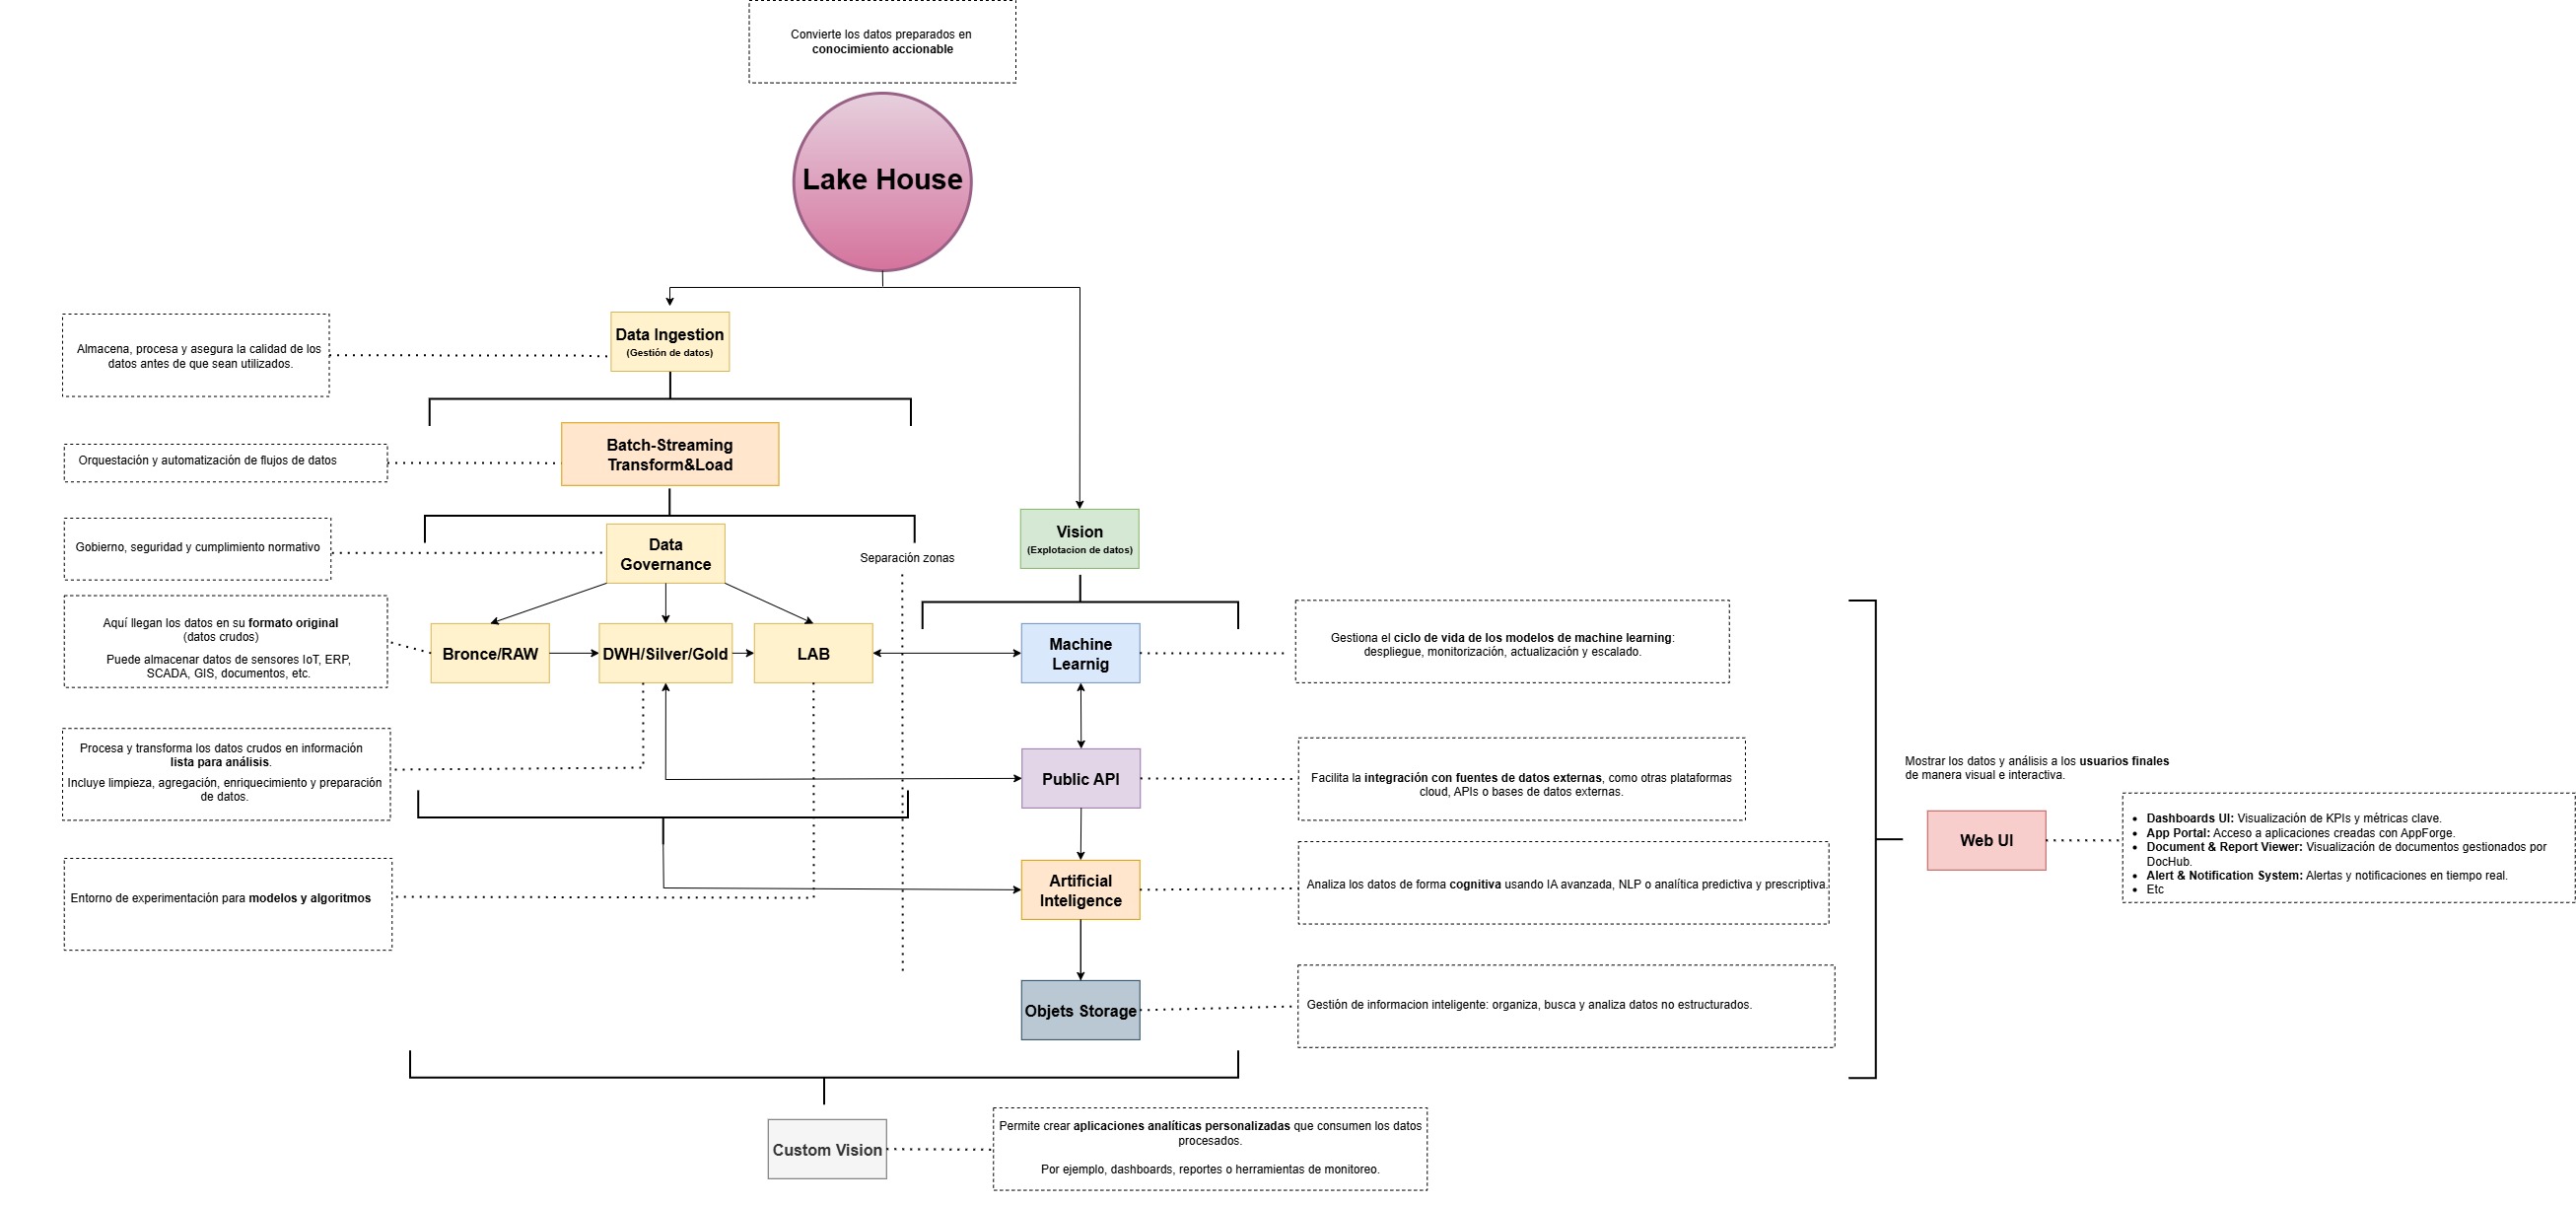 Convierte los datos preparados en
conocimiento accionable
Lake House
Data Ingestion
(Gestión de datos)
Almacena, procesa y asegura la calidad de los
datos antes de que sean utilizados.
Batch-Streaming
Transform&Load
Orquestación y automatización de flujos de datos
Gobierno, seguridad y cumplimiento normativo
Data
Governance
Separación zonas
Vision
(Explotacion de datos)
Aquí llegan los datos en su formato original
(datos crudos)
Puede almacenar datos de sensores IoT, ERP,
SCADA, GIS, documentos, etc.
Bronce/RAW
DWH/Silver/Gold
LAB
Machine
Learnig
Gestiona el ciclo de vida de los modelos de machine learning:
despliegue, monitorización, actualización y escalado.
Procesa y transforma los datos crudos en información
lista para análisis.
Incluye limpieza, agregación, enriquecimiento y preparación
de datos.
Public API
Facilita la integración con fuentes de datos externas, como otras plataformas
cloud, APIs o bases de datos externas.
Mostrar los datos y análisis a los usuarios finales
de manera visual e interactiva.
Web UI
Dashboards UI: Visualización de KPIs y métricas clave.
App Portal: Acceso a aplicaciones creadas con AppForge.
Document & Report Viewer: Visualización de documentos gestionados por
DocHub.
Alert & Notification System: Alertas y notificaciones en tiempo real.
Etc
Entorno de experimentación para modelos y algoritmos
Artificial
Inteligence
Analiza los datos de forma cognitiva usando IA avanzada, NLP o analítica predictiva y prescriptiva.
Objets Storage
Gestión de informacion inteligente: organiza, busca y analiza datos no estructurados.
Custom Vision
Permite crear aplicaciones analíticas personalizadas que consumen los datos
procesados.
Por ejemplo, dashboards, reportes o herramientas de monitoreo.